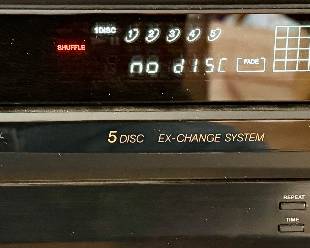 1DISC 1 2 3 4 5
SHUFFLE
no dISC FADE
5 DISC EX-CHANGE SYSTEM
REPEAT
TIME